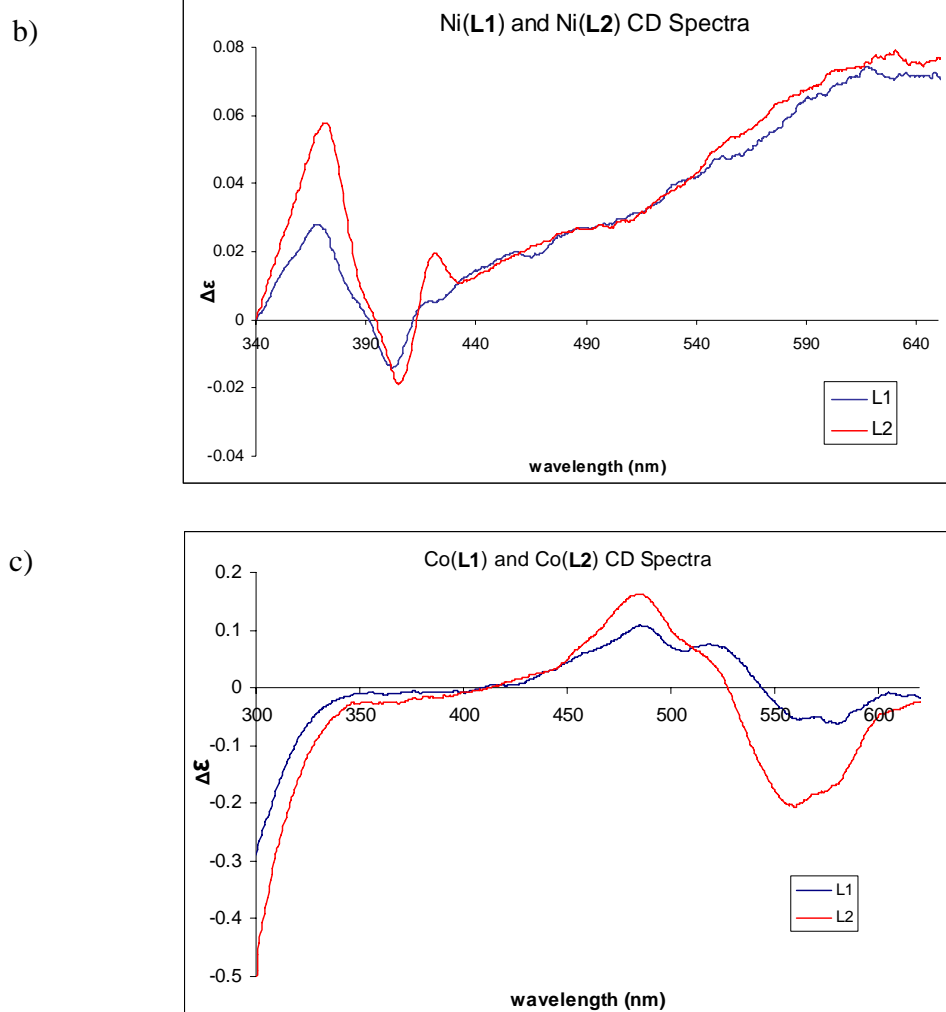 b)
Ni(L1) and Ni(L2) CD Spectra
0.08
0.06
0.04
0.02
0
-0.02
-0.04
Δε
340 390 440 490 540 590 640
L1
L2
wavelength (nm)
c)
Co(L1) and Co(L2) CD Spectra
0.2
0.1
0
-0.1
-0.2
-0.3
-0.4
-0.5
Δε
300 350 400 450 500 550 600
L1
L2
wavelength (nm)